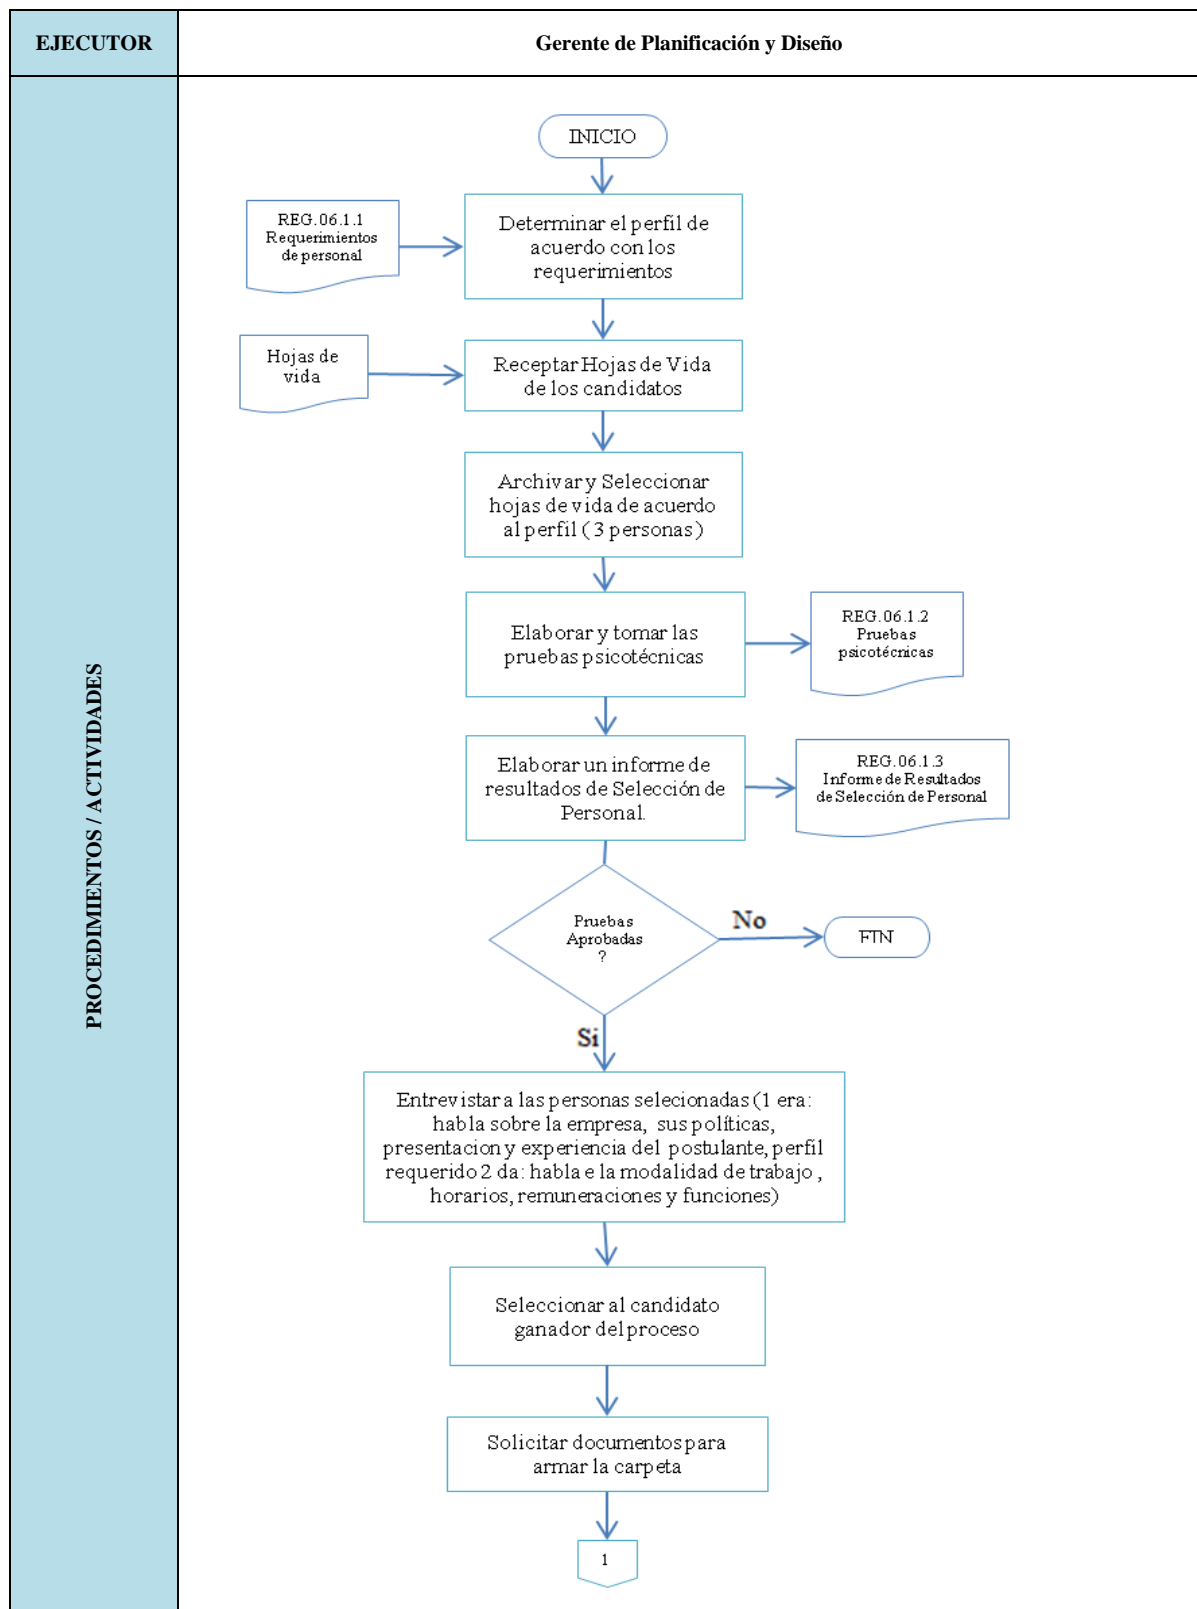 EJECUTOR
Gerente de Planificación y Diseño
PROCEDIMIENTOS / ACTIVIDADES
INICIO
REG.06.1.1
Requerimientos
de personal
Determinar el perfil de
acuerdo con los
requerimientos
Hojas de
vida
Receptar Hojas de Vida
de los candidatos
Archivar y Seleccionar
hojas de vida de acuerdo
al perfil ( 3 personas )
Elaborar y tomar las
pruebas psicotécnicas
REG.06.1.2
Pruebas
psicotécnicas
Elaborar un informe de
resultados de Selección de
Personal.
REG.06.1.3
Informe de Resultados
de Selección de Personal
Pruebas
Aprobadas
?
No
FIN
Si
Entrevistar a las personas selecionadas (1 era:
habla sobre la empresa, sus políticas,
presentacion y experiencia del postulante, perfil
requerido 2 da: habla e la modalidad de trabajo ,
horarios, remuneraciones y funciones)
Seleccionar al candidato
ganador del proceso
Solicitar documentos para
armar la carpeta
1